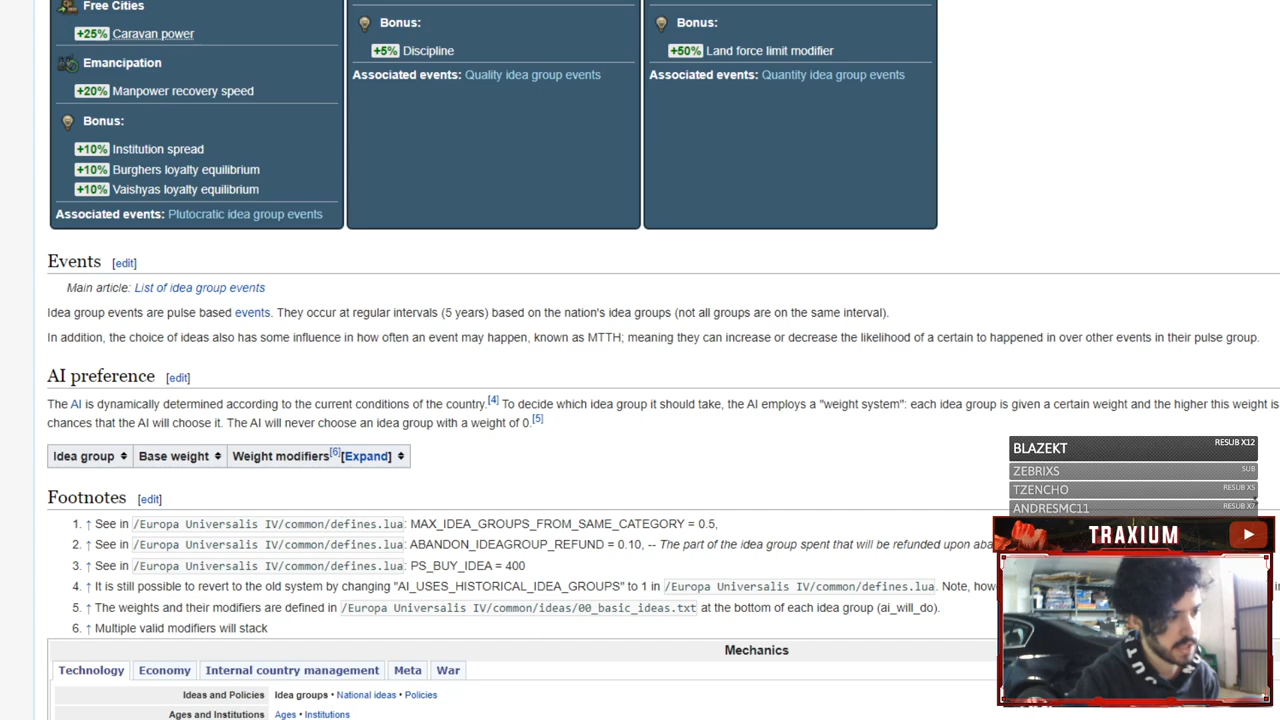 Free Cities
+25% Caravan power
Emancipation
+20% Manpower recovery speed
Bonus:
+10% Institution spread
+10% Burghers loyalty equilibrium
+10% Vaishyas loyalty equilibrium
Associated events: Plutocratic idea group events
Bonus:
+5% Discipline
Associated events: Quality idea group events
Bonus:
+50% Land force limit modifier
Associated events: Quantity idea group events
Events [edit]
Main article: List of idea group events
Idea group events are pulse based events. They occur at regular intervals (5 years) based on the nation's idea groups (not all groups are on the same interval).
In addition, the choice of ideas also has some influence in how often an event may happen, known as MTTH; meaning they can increase or decrease the likelihood of a certain to happened in over other events in their pulse group.
AI preference [edit]
The AI is dynamically determined according to the current conditions of the country.[4] To decide which idea group it should take, the AI employs a "weight system": each idea group is given a certain weight and the higher this weight is
chances that the AI will choose it. The AI will never choose an idea group with a weight of 0.[5]
Idea group Base weight Weight modifiers[6][Expand]
Footnotes [edit]
1. ↑ See in /Europa Universalis IV/common/defines.lua: MAX_IDEA_GROUPS_FROM_SAME_CATEGORY = 0.5,
2. ↑ See in /Europa Universalis IV/common/defines.lua: ABANDON_IDEAGROUP_REFUND = 0.10, -- The part of the idea group spent that will be refunded upon aba
3. ↑ See in /Europa Universalis IV/common/defines.lua: PS_BUY_IDEA = 400
4. ↑ It is still possible to revert to the old system by changing "AI_USES_HISTORICAL_IDEA_GROUPS" to 1 in /Europa Universalis IV/common/defines.lua. Note, how
5. ↑ The weights and their modifiers are defined in /Europa Universalis IV/common/ideas/00_basic_ideas.txt at the bottom of each idea group (ai_will_do).
6. ↑ Multiple valid modifiers will stack
Mechanics
Technology Economy Internal country management Meta War
Ideas and Policies Idea groups • National ideas • Policies
Ages and Institutions Ages • Institutions
BLAZEKT RESUB X12
ZEBRIXS SUB
TZENCHO RESUB X5
ANDRESMC11 RESUB X7
TRAXIUM